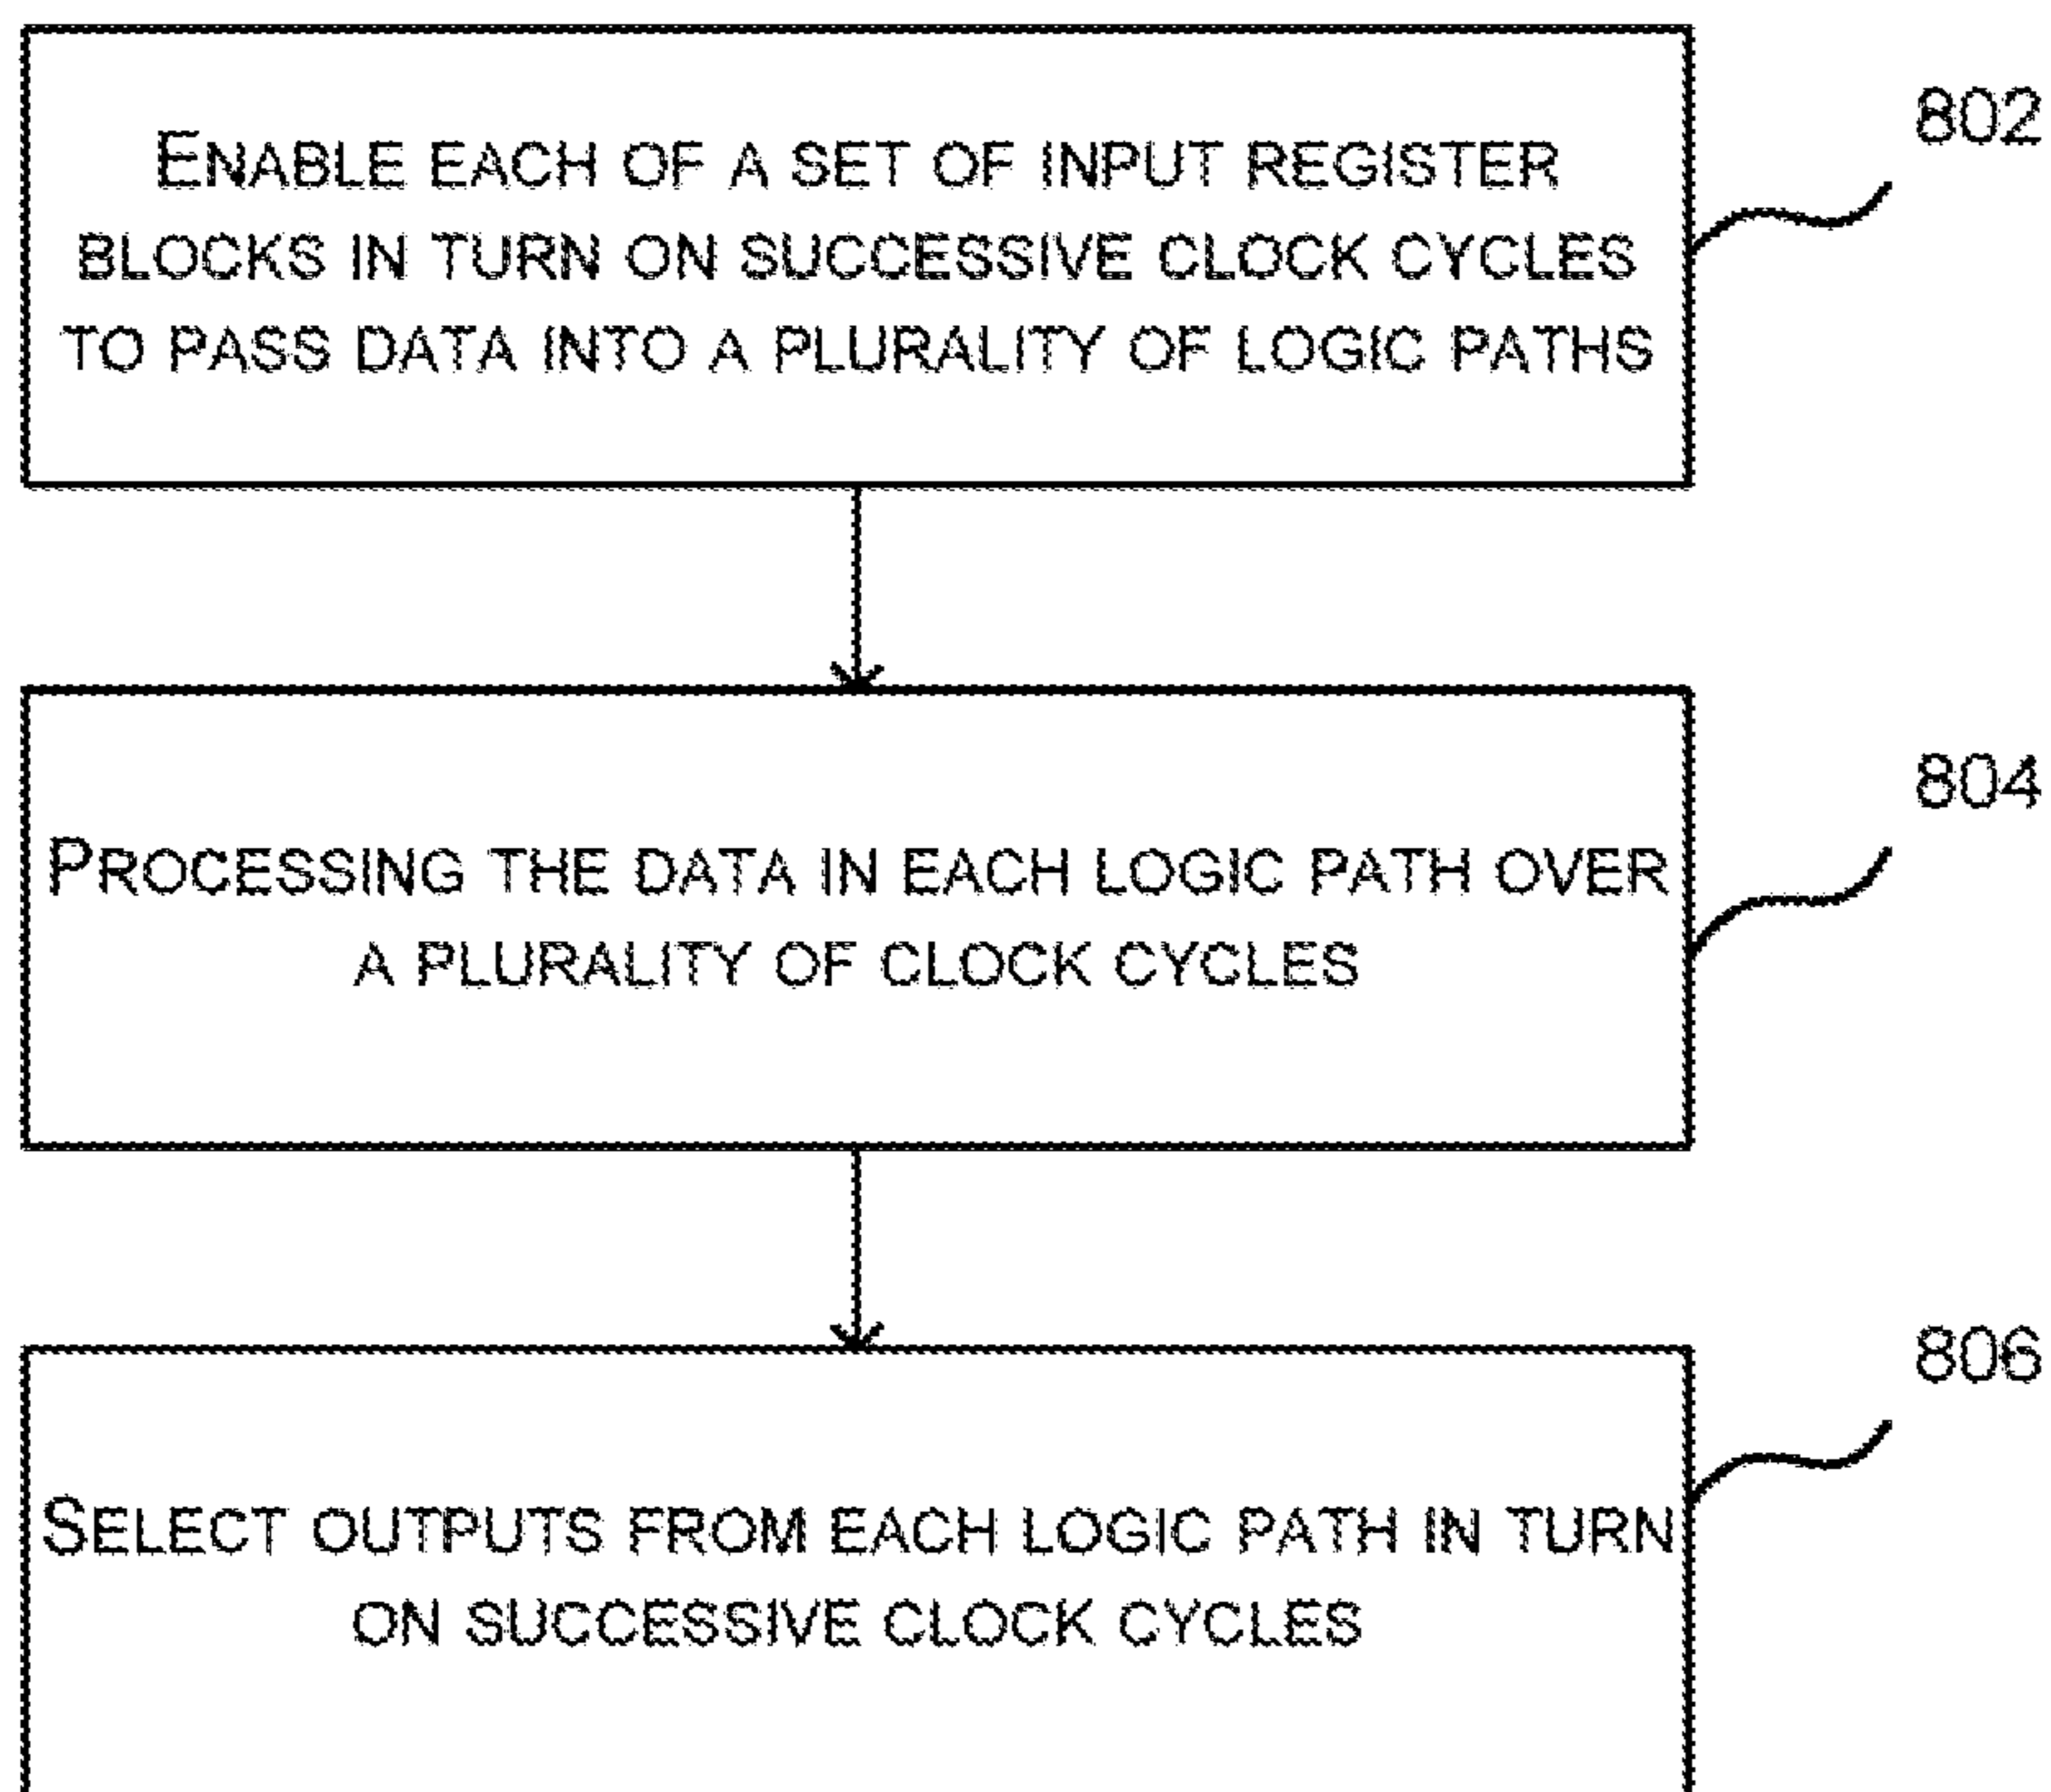 802
ENABLE EACH OF A SET OF INPUT REGISTER
BLOCKS IN TURN ON SUCCESSIVE CLOCK CYCLES
TO PASS DATA INTO A PLURALITY OF LOGIC PATHS
804
PROCESSING THE DATA IN EACH LOGIC PATH OVER
A PLURALITY OF CLOCK CYCLES
806
SELECT OUTPUTS FROM EACH LOGIC PATH IN TURN
ON SUCCESSIVE CLOCK CYCLES